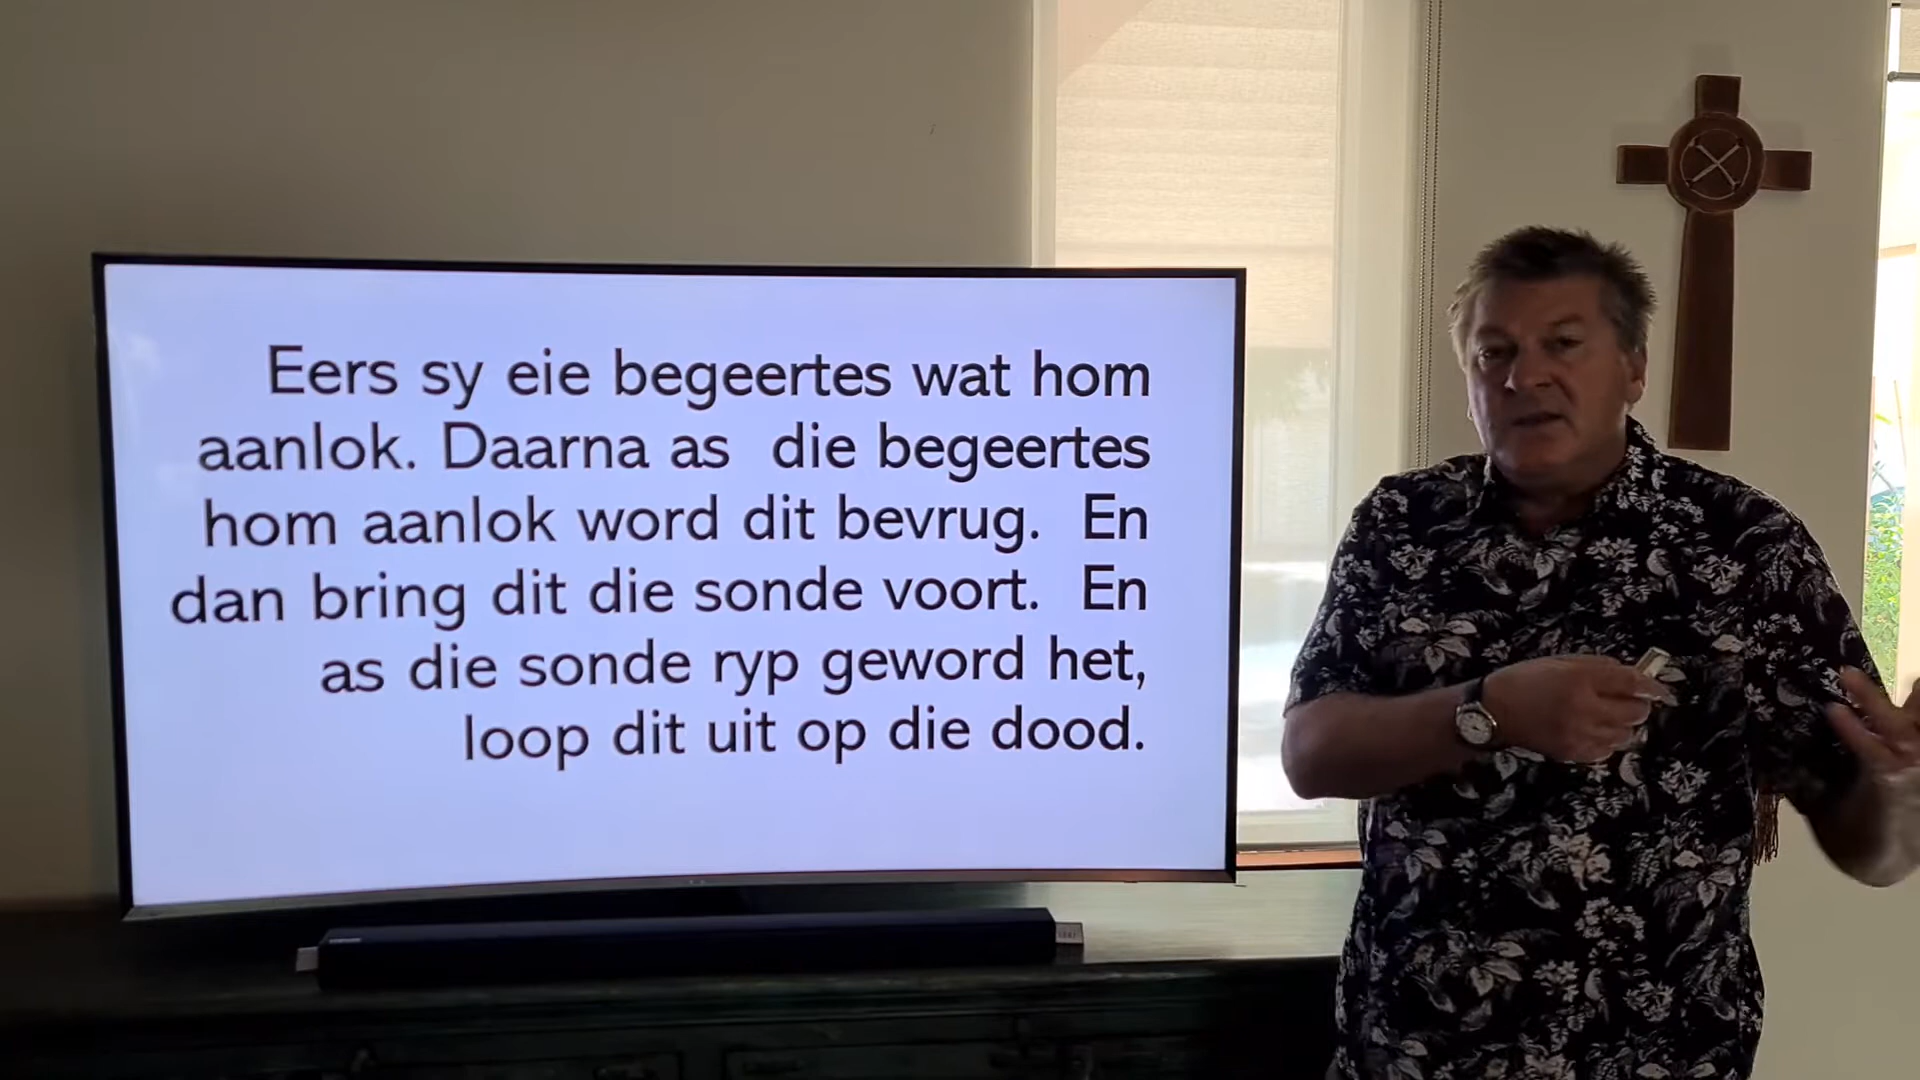 Eers sy eie begeertes wat hom
aanlok. Daarna as die begeertes
hom aanlok word dit bevrug. En
dan bring dit die sonde voort. En
as die sonde ryp geword het,
loop dit uit op die dood.